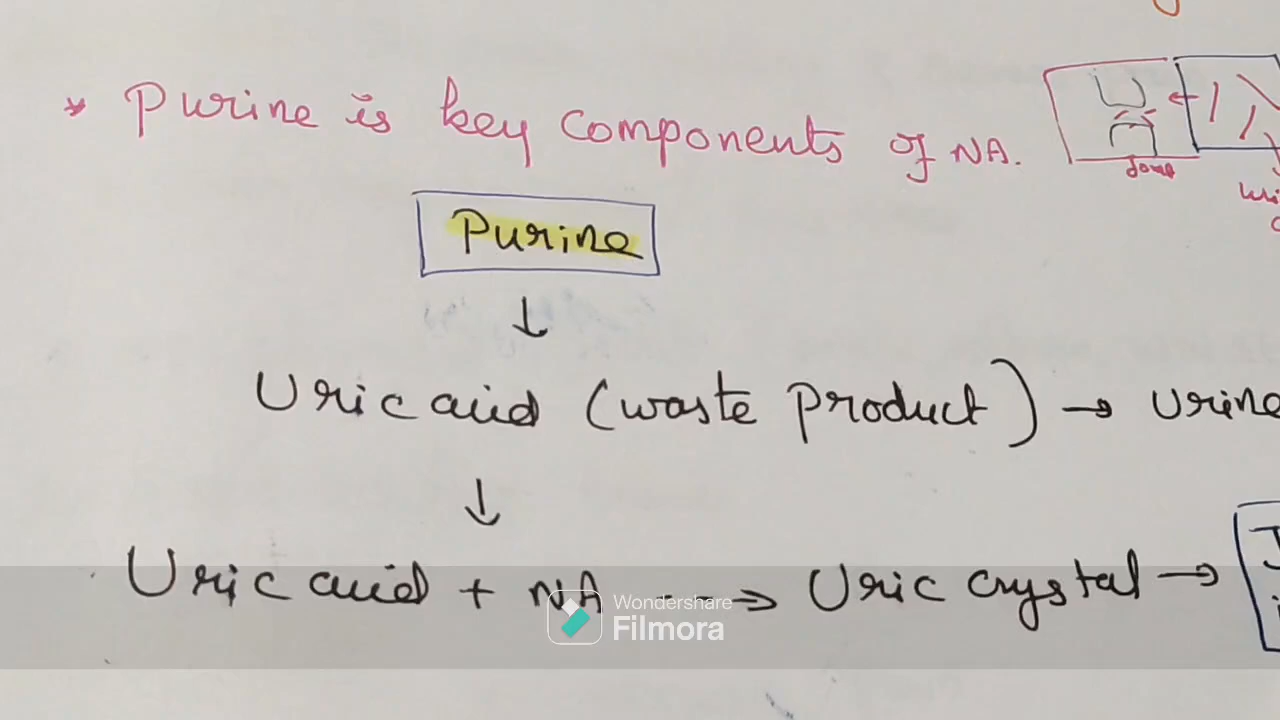 * Purine is key components of NA.
Purine
↓
Uric acid (waste product) → urine
↓
Uric acid + NA --→ Uric crystal →
Wondershare
Filmora